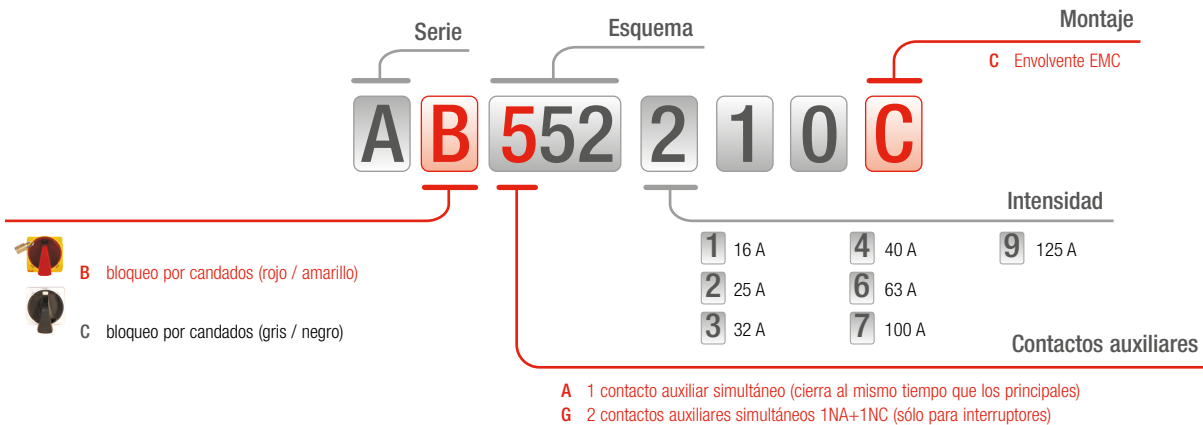 Serie
Esquema
Montaje
C Envolvente EMC
A B 552 2 1 0 C
Intensidad
1 16 A 4 40 A 9 125 A
2 25 A 6 63 A
3 32 A 7 100 A
B bloqueo por candados (rojo / amarillo)
C bloqueo por candados (gris / negro)
Contactos auxiliares
A 1 contacto auxiliar simultáneo (cierra al mismo tiempo que los principales)
G 2 contactos auxiliares simultáneos 1NA+1NC (sólo para interruptores)